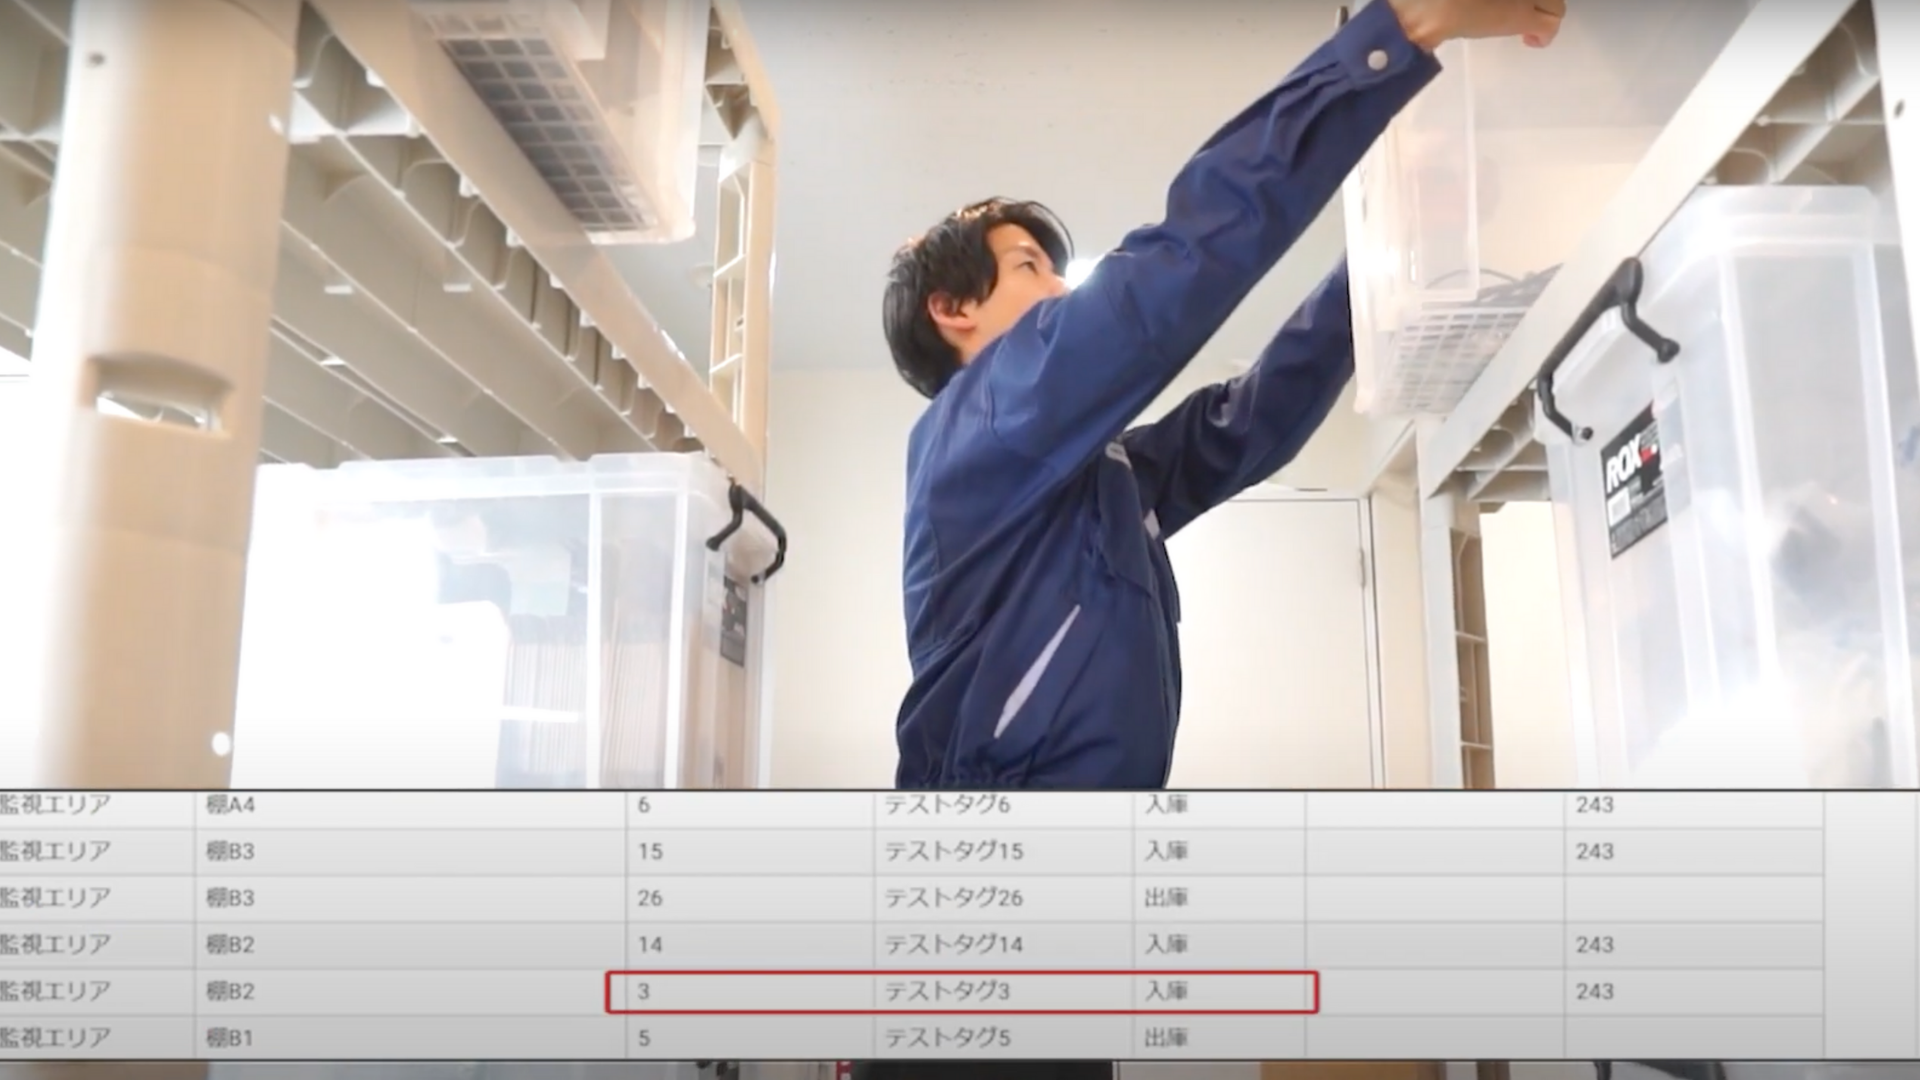 ROX
監視エリア 棚A4 6 テストタグ6 入庫 243
監視エリア 棚B3 15 テストタグ15 入庫 243
監視エリア 棚B3 26 テストタグ26 出庫
監視エリア 棚B2 14 テストタグ14 入庫 243
監視エリア 棚B2 3 テストタグ3 入庫 243
監視エリア 棚B1 5 テストタグ5 出庫